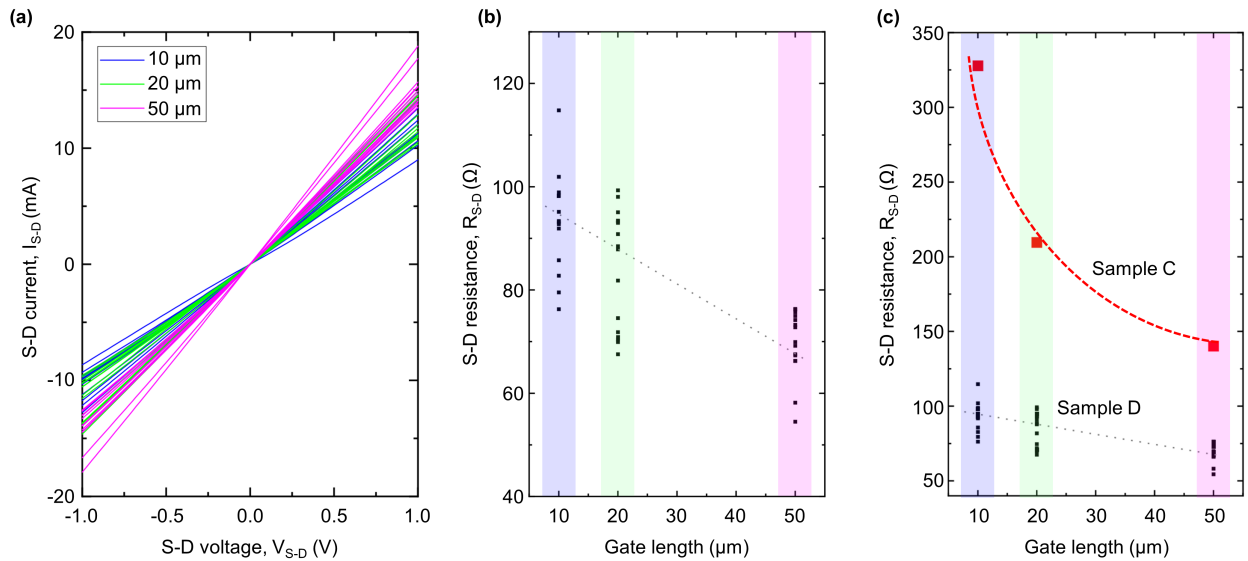 (a)
20
10
0
-10
-20
-1.0
-0.5
0.0
0.5
1.0
S-D current, I_S-D (mA)
S-D voltage, V_S-D (V)
10 µm
20 µm
50 µm
(b)
120
100
80
60
40
10
20
30
40
50
S-D resistance, R_S-D (Ω)
Gate length (µm)
(c)
350
300
250
200
150
100
50
10
20
30
40
50
S-D resistance, R_S-D (Ω)
Gate length (µm)
Sample C
Sample D